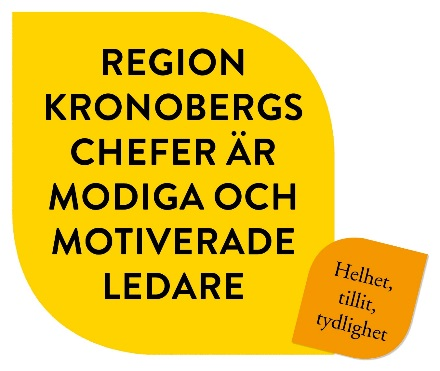 REGION
KRONOBERGS
CHEFER ÄR
MODIGA OCH
MOTIVERADE
LEDARE
Helhet,
tillit,
tydlighet